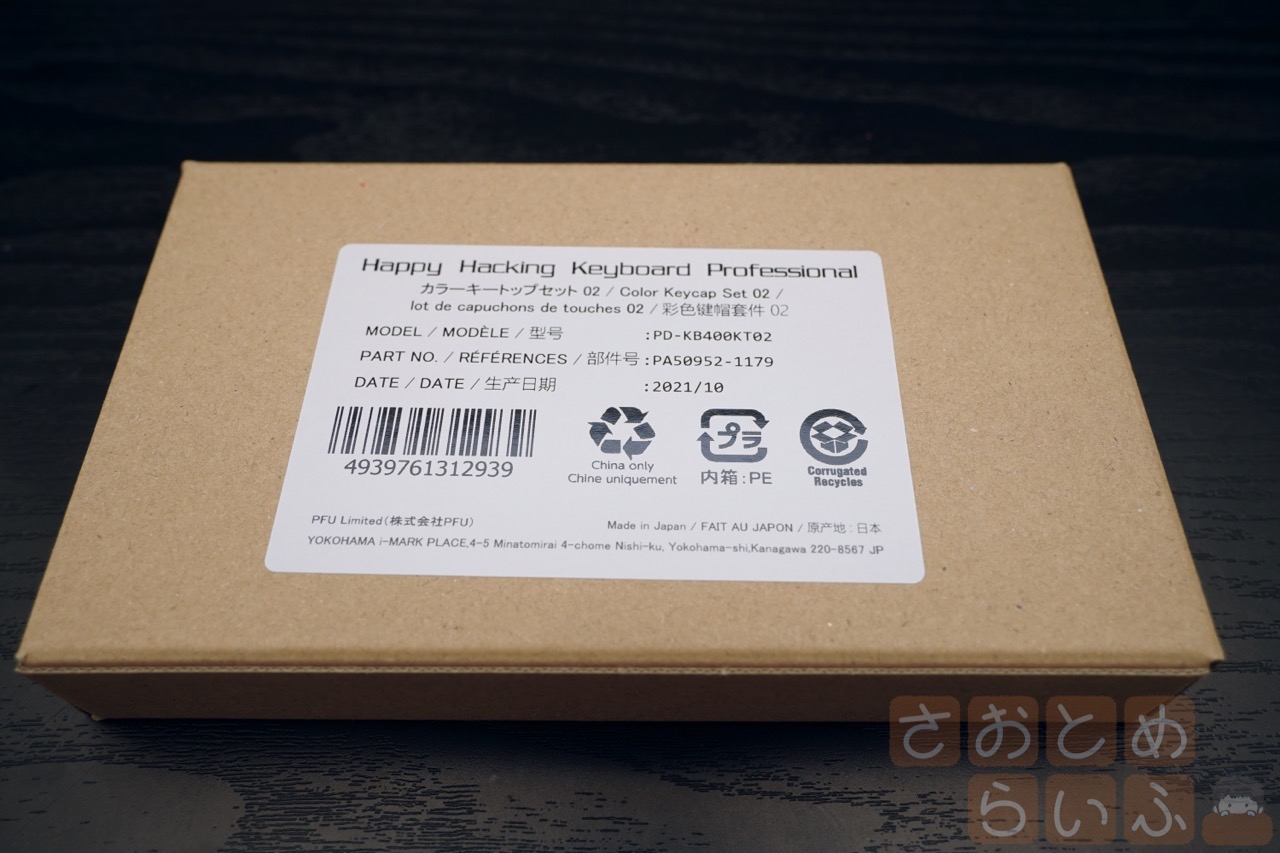 Happy Hacking Keyboard Professional
カラーキートップセット 02 / Color Keycap Set 02 /
lot de capuchons de touches 02 / 彩色键帽套件 02
MODEL / MODÈLE / 型号 :PD-KB400KT02
PART NO. / RÉFÉRENCES / 部件号 :PA50952-1179
DATE / DATE / 生产日期 :2021/10
4939761312939
China only
Chine uniquement
プラ
内箱:PE
Corrugated
Recycles
PFU Limited(株式会社PFU)
Made in Japan / FAIT AU JAPON / 原产地:日本
YOKOHAMA i-MARK PLACE,4-5 Minatomirai 4-chome Nishi-ku, Yokohama-shi,Kanagawa 220-8567 JP
さおとめ
らいふ